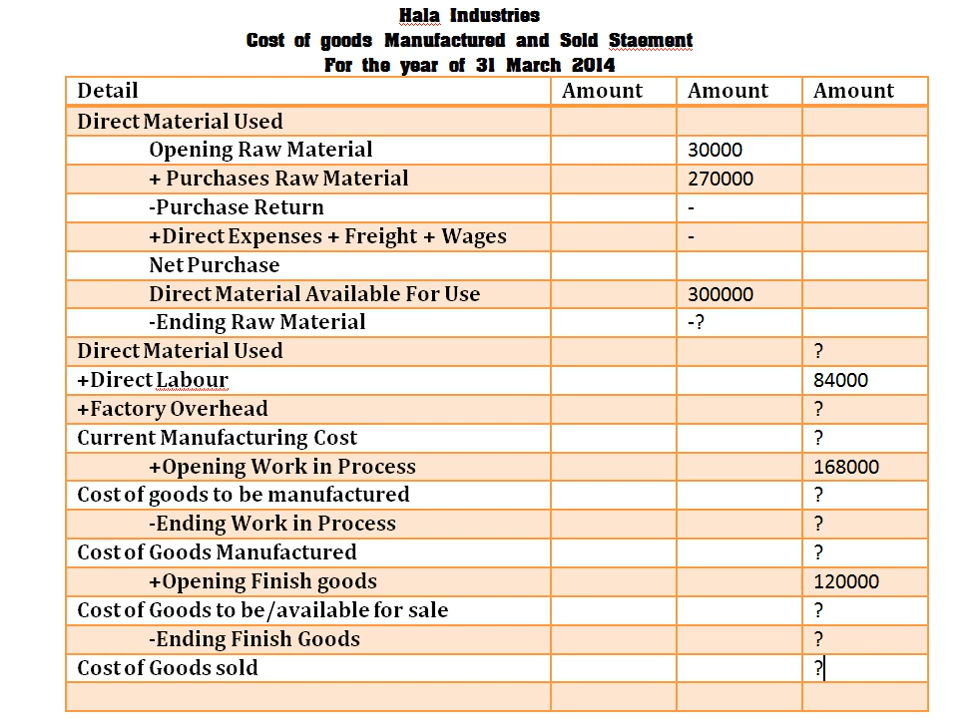 Hala Industries
Cost of goods Manufactured and Sold Staement
For the year of 31 March 2014
Detail Amount Amount Amount
Direct Material Used
Opening Raw Material 30000
+ Purchases Raw Material 270000
-Purchase Return -
+Direct Expenses + Freight + Wages -
Net Purchase
Direct Material Available For Use 300000
-Ending Raw Material -?
Direct Material Used ?
+Direct Labour 84000
+Factory Overhead ?
Current Manufacturing Cost ?
+Opening Work in Process 168000
Cost of goods to be manufactured ?
-Ending Work in Process ?
Cost of Goods Manufactured ?
+Opening Finish goods 120000
Cost of Goods to be/available for sale ?
-Ending Finish Goods ?
Cost of Goods sold ?